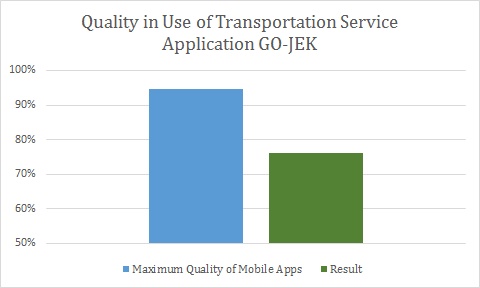 Quality in Use of Transportation Service
Application GO-JEK
100%
90%
80%
70%
60%
50%
Maximum Quality of Mobile Apps Result